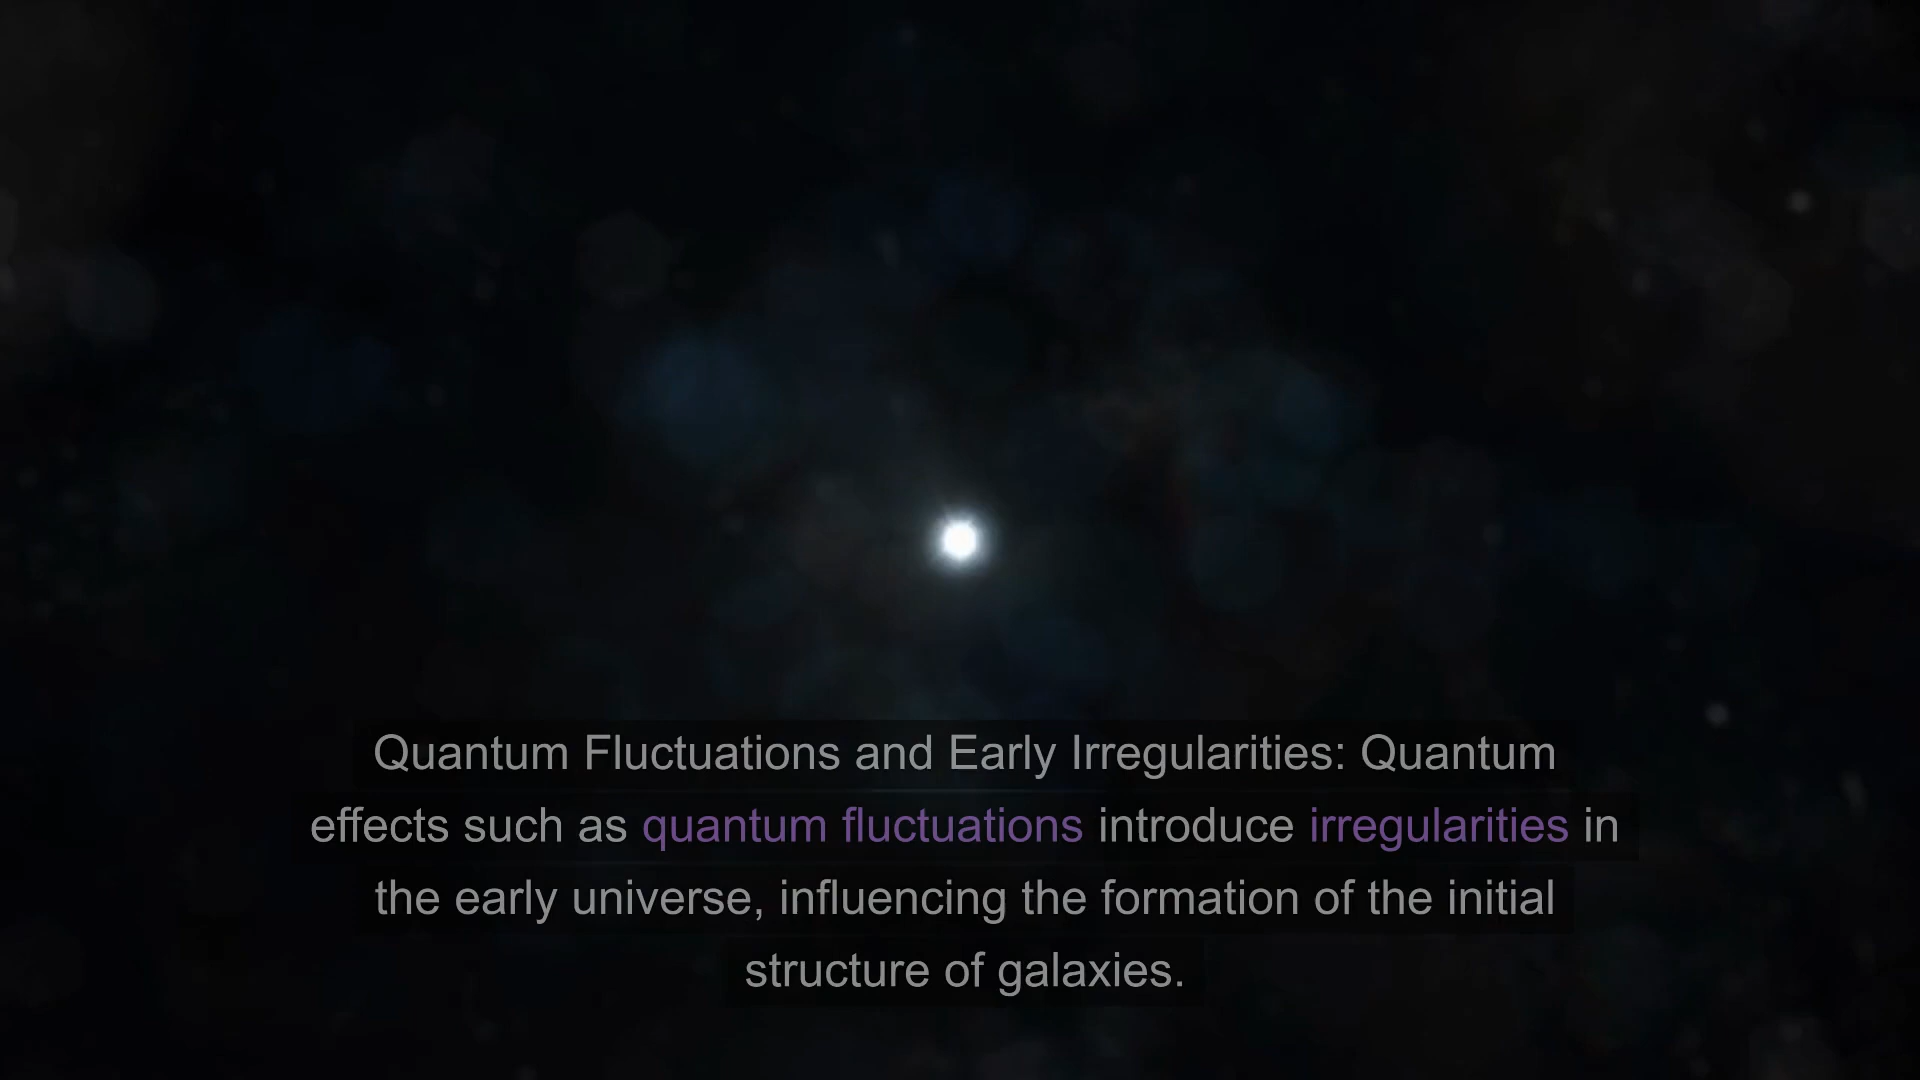 Quantum Fluctuations and Early Irregularities: Quantum
effects such as quantum fluctuations introduce irregularities in
the early universe, influencing the formation of the initial
structure of galaxies.